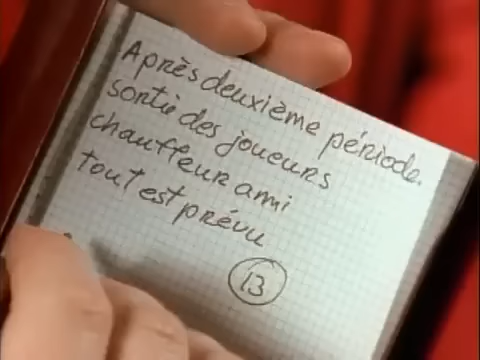 Après deuxième période.
sortie des joueurs
chauffeur ami
tout est prévu
13